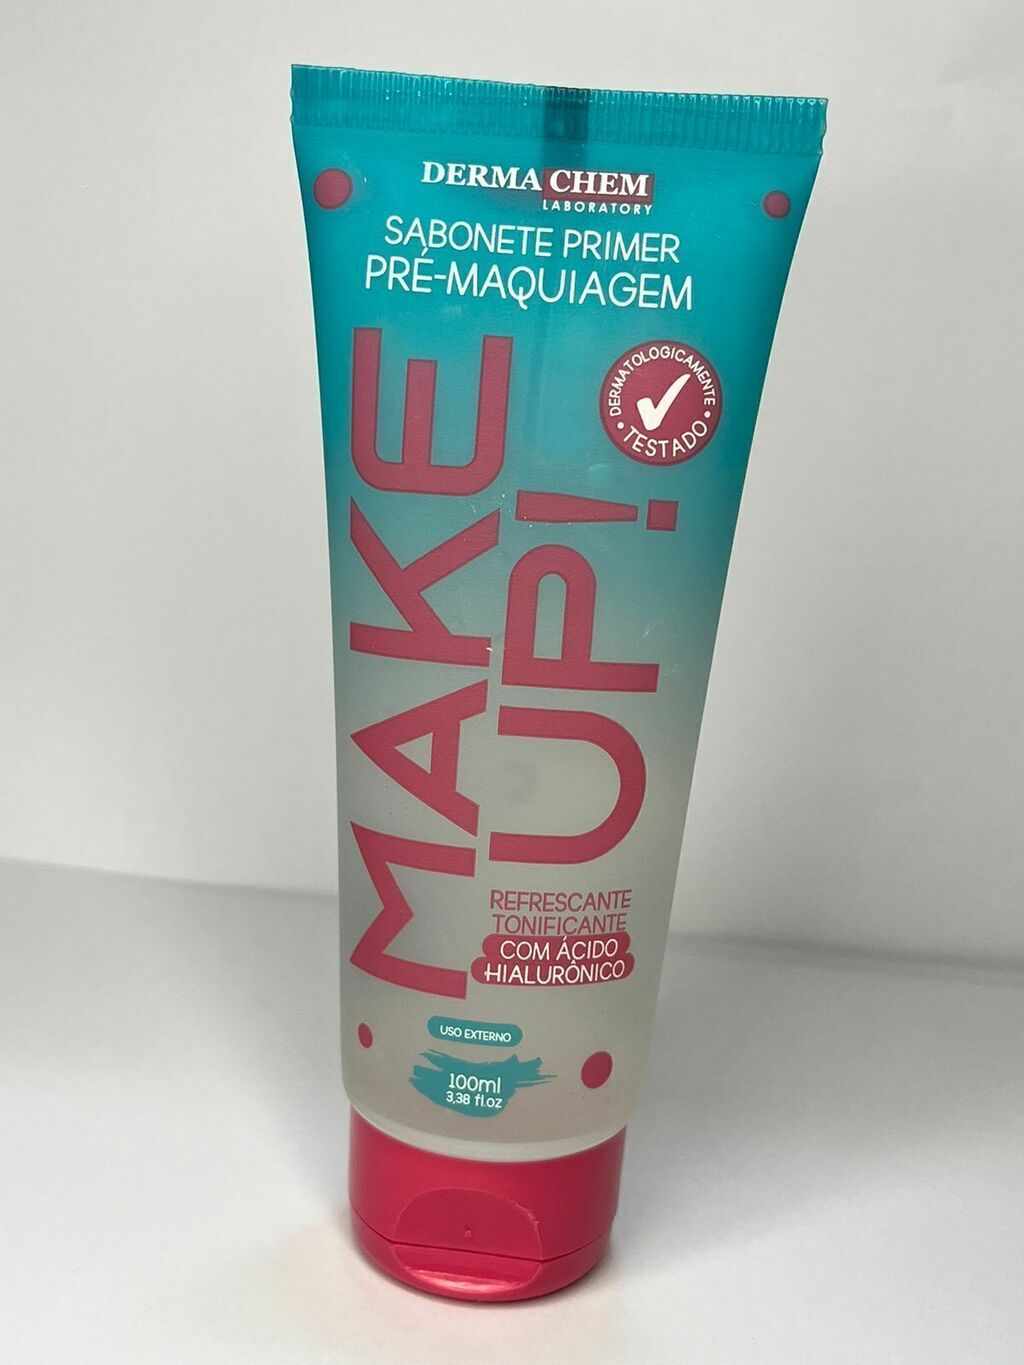 DERMA CHEM
LABORATORY
SABONETE PRIMER
PRÉ-MAQUIAGEM
DERMATOLOGICAMENTE
TESTADO
MAKE
UP!
REFRESCANTE
TONIFICANTE
COM ÁCIDO
HIALURÔNICO
USO EXTERNO
100ml
3,38 fl.oz